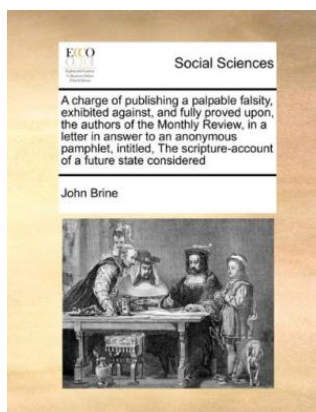 ECCO
Social Sciences
A charge of publishing a palpable falsity,
exhibited against, and fully proved upon,
the authors of the Monthly Review, in a
letter in answer to an anonymous
pamphlet, intitled, The scripture-account
of a future state considered
John Brine